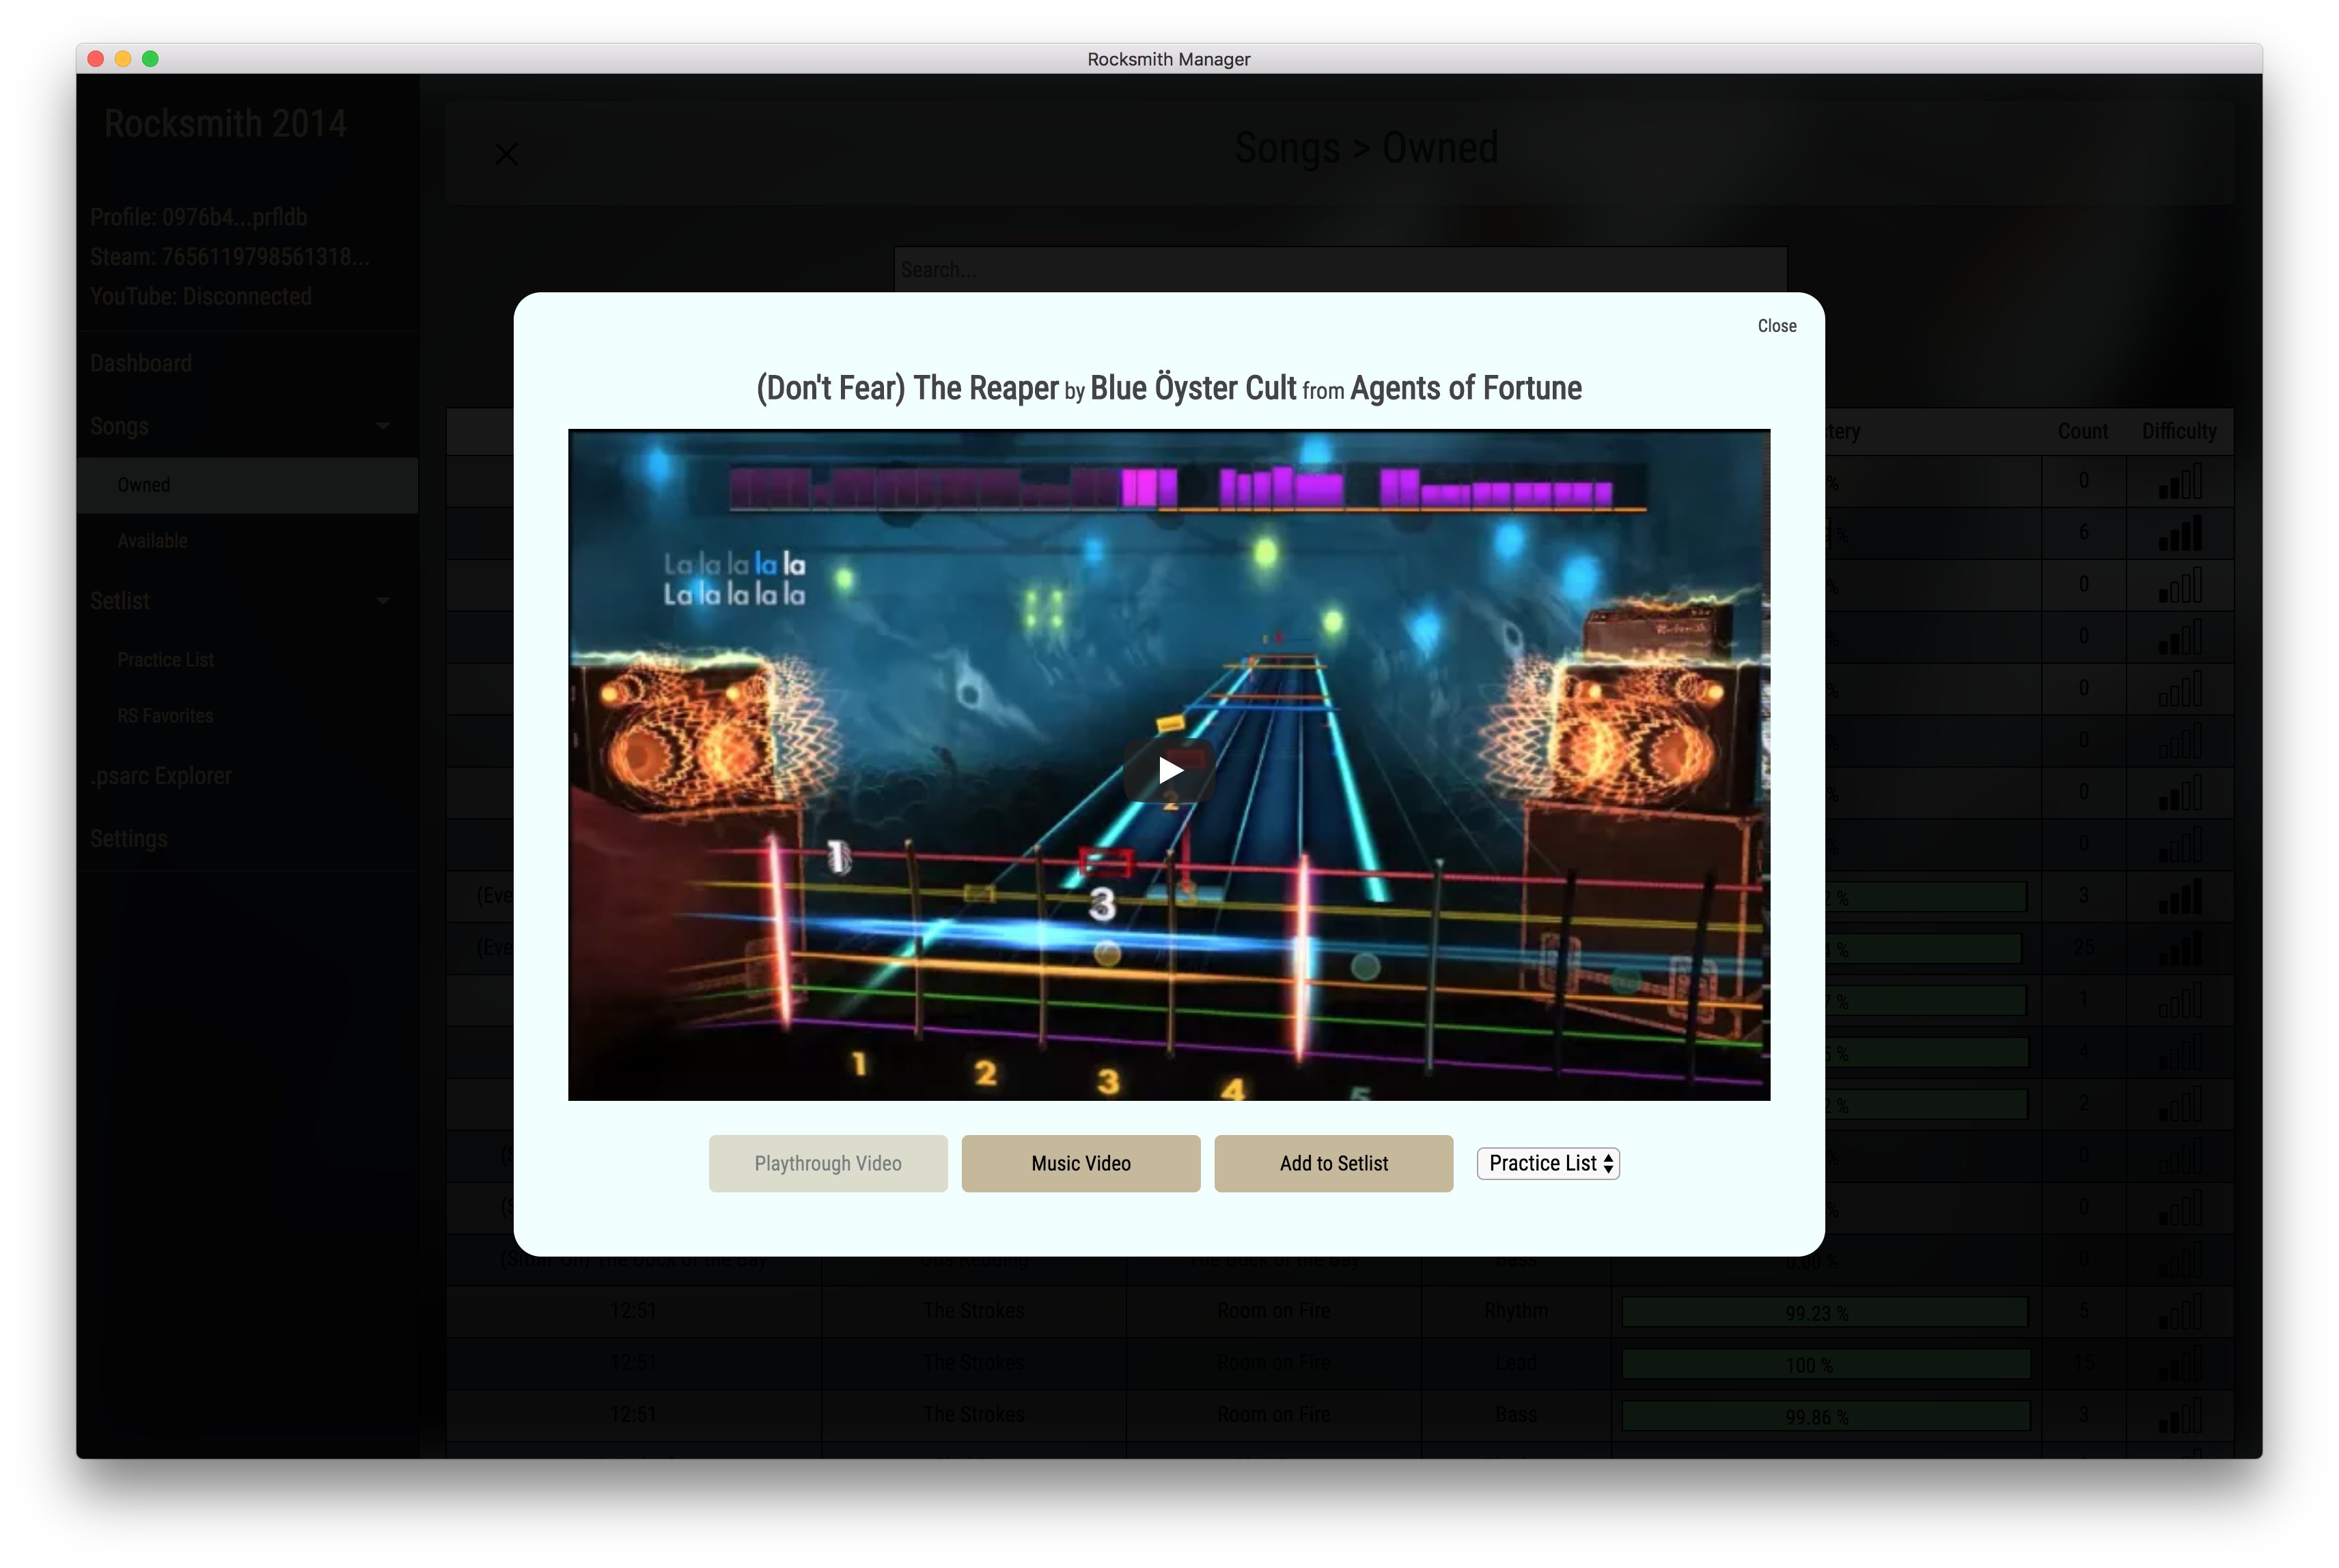 Rocksmith Manager
Rocksmith 2014
Songs > Owned
Profile: 0976b4...prfldb
Steam: 7656119798561318...
YouTube: Disconnected
Search...
Dashboard
Songs
Owned
Available
Setlist
Practice List
RS Favorites
.psarc Explorer
Settings
Close
(Don't Fear) The Reaper by Blue Öyster Cult from Agents of Fortune
La la la la la
La la la la la
Rocksmith
1
3
2
1 2 3 4 5
Playthrough Video
Music Video
Add to Setlist
Practice List
Count Difficulty
% 0
% 6
% 0
% 0
% 0
% 0
% 0
% 0
(Eve % 3
(Eve % 25
% 1
% 4
% 2
% 0
% 0
(Sittin' On) The Dock of the Bay Otis Redding The Dock of the Bay Bass 0.00 % 0
12:51 The Strokes Room on Fire Rhythm 99.23 % 5
12:51 The Strokes Room on Fire Lead 100 % 15
12:51 The Strokes Room on Fire Bass 99.86 % 3